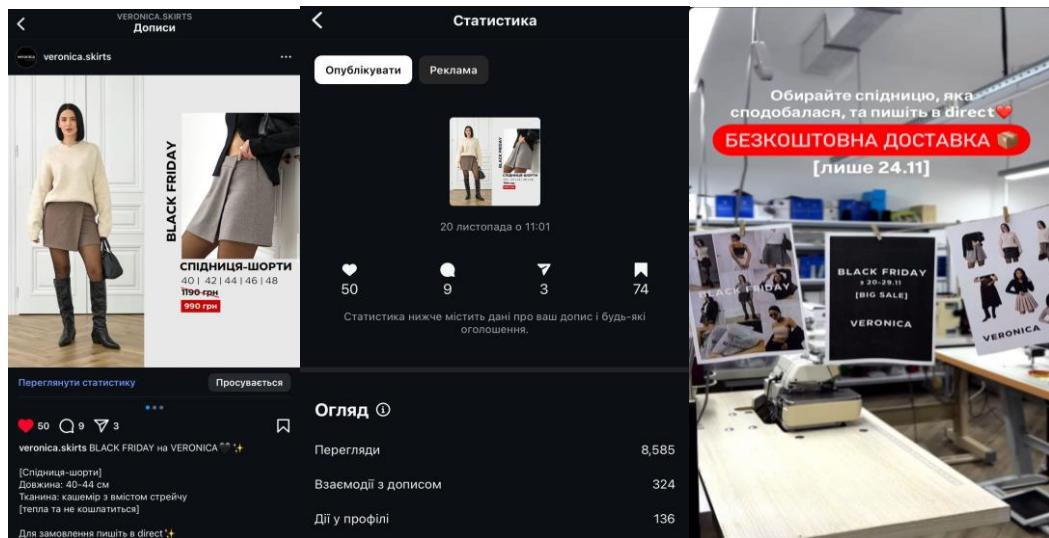 VERONICA.SKIRTS
Дописи
veronica.skirts
BLACK FRIDAY
СПІДНИЦЯ-ШОРТИ
40 | 42 | 44 | 46 | 48
1190 грн
990 грн
Переглянути статистику
Просувається
50 9 3
veronica.skirts BLACK FRIDAY на VERONICA🖤✨
[Спідниця-шорти]
Довжина: 40-44 см
Тканина: кашемір з вмістом стрейчу
[тепла та не кошлатиться]
Для замовлення пишіть в direct✨
Статистика
Опублікувати
Реклама
BLACK FRIDAY
СПІДНИЦЯ-ШОРТИ
20 листопада о 11:01
50 9 3 74
Статистика нижче містить дані про ваш допис і будь-які
оголошення.
Огляд
Перегляди 8,585
Взаємодії з дописом 324
Дії у профілі 136
Обирайте спідницю, яка
сподобалася, та пишіть в direct❤️
БЕЗКОШТОВНА ДОСТАВКА 📦
[лише 24.11]
BLACK FRIDAY
BLACK FRIDAY
з 20-29.11
[BIG SALE]
VERONICA
VERONICA